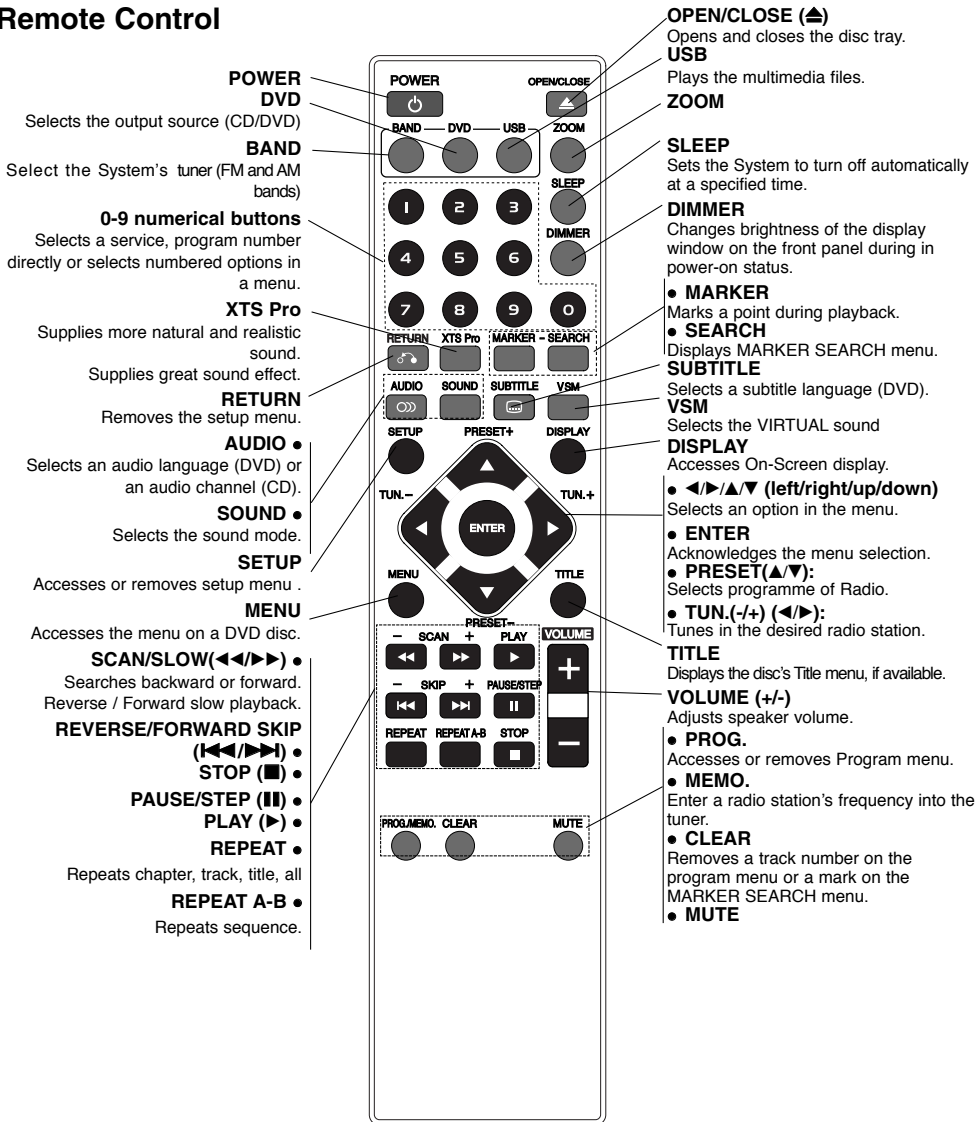 Remote Control
POWER
DVD
Selects the output source (CD/DVD)
BAND
Select the System's tuner (FM and AM
bands)
0-9 numerical buttons
Selects a service, program number
directly or selects numbered options in
a menu.
XTS Pro
Supplies more natural and realistic
sound.
Supplies great sound effect.
RETURN
Removes the setup menu.
AUDIO ●
Selects an audio language (DVD) or
an audio channel (CD).
SOUND ●
Selects the sound mode.
SETUP
Accesses or removes setup menu .
MENU
Accesses the menu on a DVD disc.
SCAN/SLOW(◀◀/▶▶) ●
Searches backward or forward.
Reverse / Forward slow playback.
REVERSE/FORWARD SKIP
(I◀◀/▶▶I) ●
STOP (■) ●
PAUSE/STEP (II) ●
PLAY (▶) ●
REPEAT ●
Repeats chapter, track, title, all
REPEAT A-B ●
Repeats sequence.
POWER OPEN/CLOSE
BAND DVD USB ZOOM
1 2 3 SLEEP
4 5 6 DIMMER
7 8 9 0
RETURN XTS Pro MARKER - SEARCH
AUDIO SOUND SUBTITLE VSM
SETUP PRESET+ DISPLAY
TUN.- TUN.+
ENTER
MENU TITLE
PRESET-
- SCAN + PLAY VOLUME
+
- SKIP + PAUSE/STEP
REPEAT REPEAT A-B STOP
-
PROG./MEMO. CLEAR MUTE
OPEN/CLOSE (⏏)
Opens and closes the disc tray.
USB
Plays the multimedia files.
ZOOM
SLEEP
Sets the System to turn off automatically
at a specified time.
DIMMER
Changes brightness of the display
window on the front panel during in
power-on status.
● MARKER
Marks a point during playback.
● SEARCH
Displays MARKER SEARCH menu.
SUBTITLE
Selects a subtitle language (DVD).
VSM
Selects the VIRTUAL sound
DISPLAY
Accesses On-Screen display.
● ◀/▶/▲/▼ (left/right/up/down)
Selects an option in the menu.
● ENTER
Acknowledges the menu selection.
● PRESET(▲/▼):
Selects programme of Radio.
● TUN.(-/+) (◀/▶):
Tunes in the desired radio station.
TITLE
Displays the disc's Title menu, if available.
VOLUME (+/-)
Adjusts speaker volume.
● PROG.
Accesses or removes Program menu.
● MEMO.
Enter a radio station's frequency into the
tuner.
● CLEAR
Removes a track number on the
program menu or a mark on the
MARKER SEARCH menu.
● MUTE